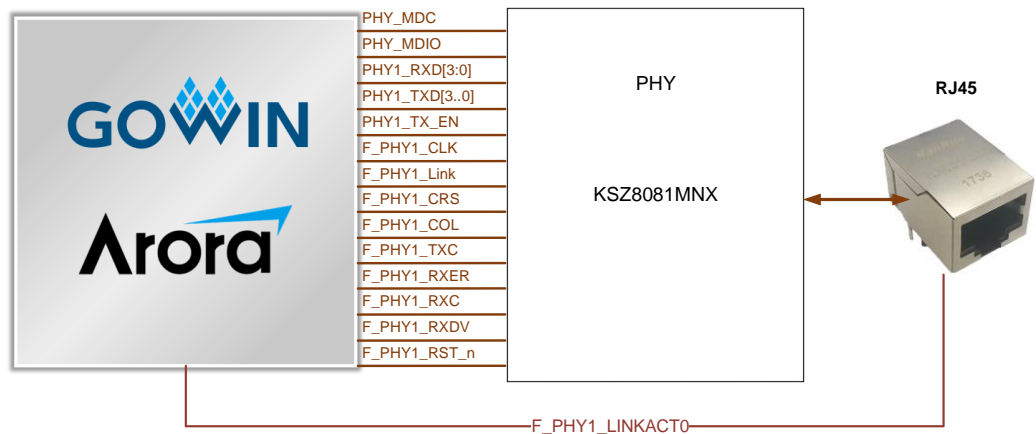 GOWIN
Arora
PHY_MDC
PHY_MDIO
PHY1_RXD[3:0]
PHY1_TXD[3..0]
PHY1_TX_EN
F_PHY1_CLK
F_PHY1_Link
F_PHY1_CRS
F_PHY1_COL
F_PHY1_TXC
F_PHY1_RXER
F_PHY1_RXC
F_PHY1_RXDV
F_PHY1_RST_n
PHY
KSZ8081MNX
RJ45
1736
F_PHY1_LINKACT0